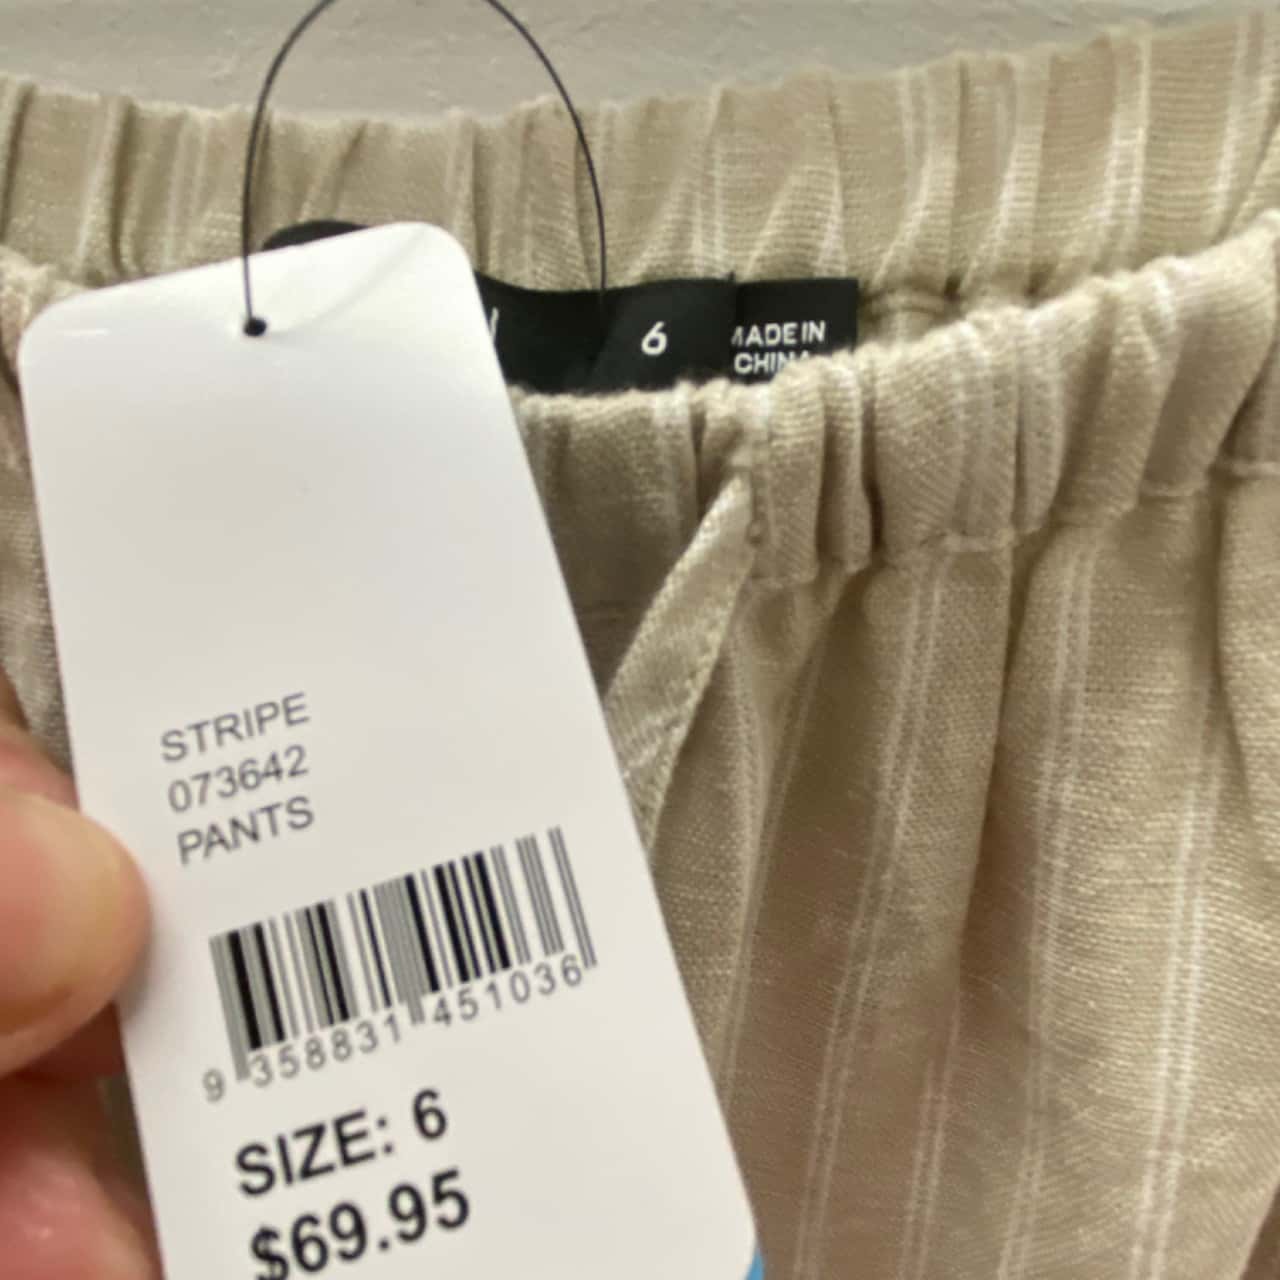 6
MADE IN
CHINA
STRIPE
073642
PANTS
9 358831 451036
SIZE: 6
$69.95